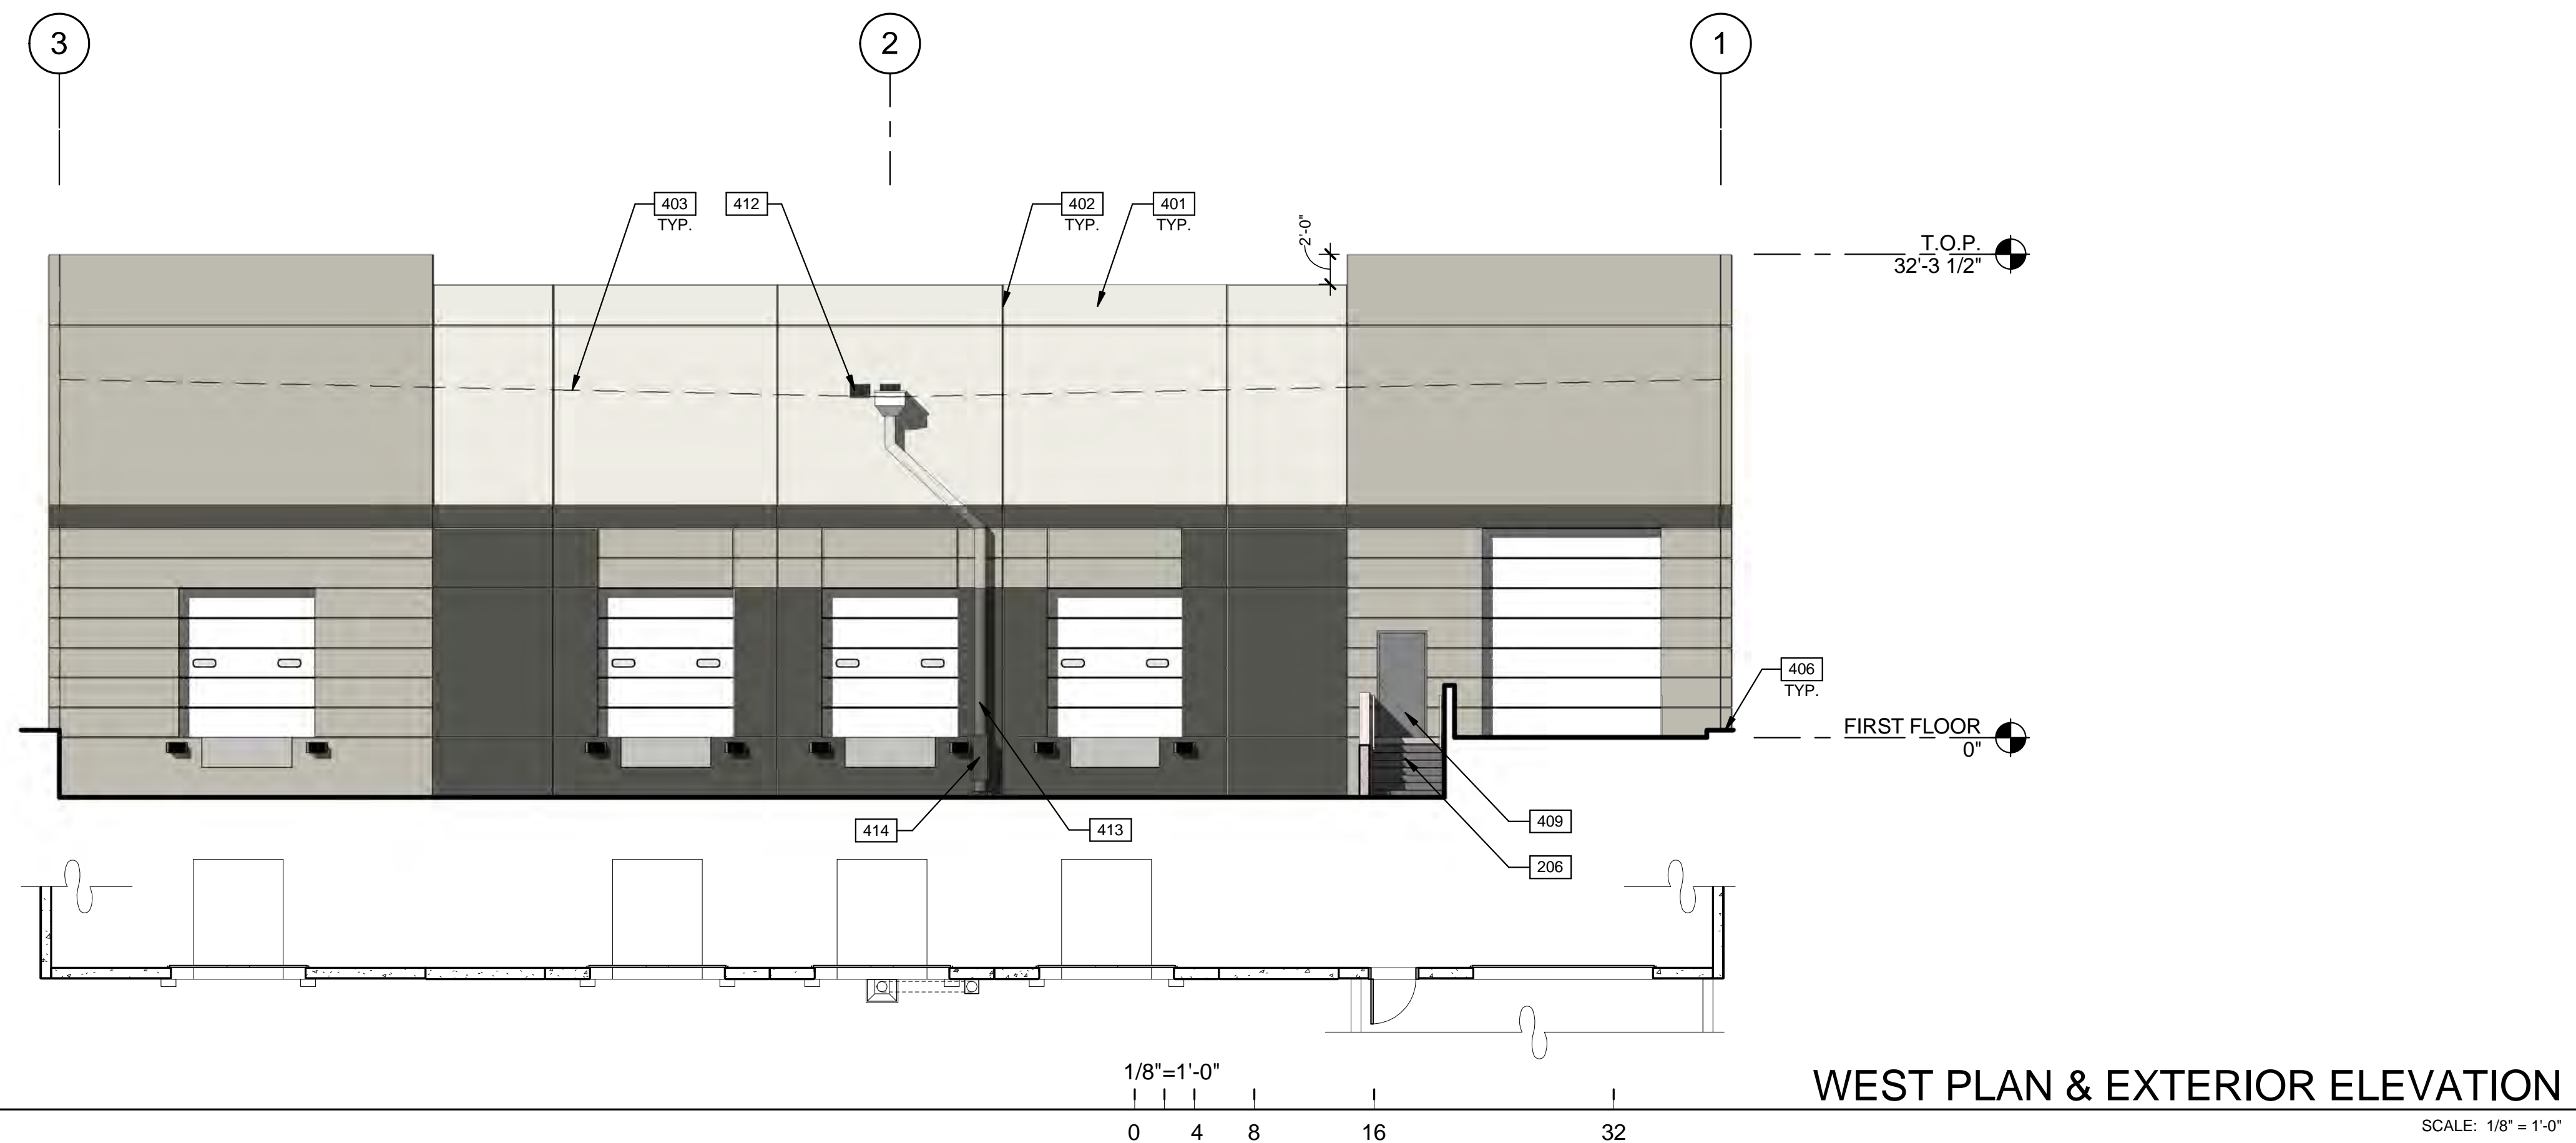 3
2
1
403
TYP.
412
402
TYP.
401
TYP.
2'-0"
T.O.P.
32'-3 1/2"
406
TYP.
FIRST FLOOR
0"
414
413
409
206
1/8"=1'-0"
0 4 8 16 32
WEST PLAN & EXTERIOR ELEVATION
SCALE: 1/8" = 1'-0"